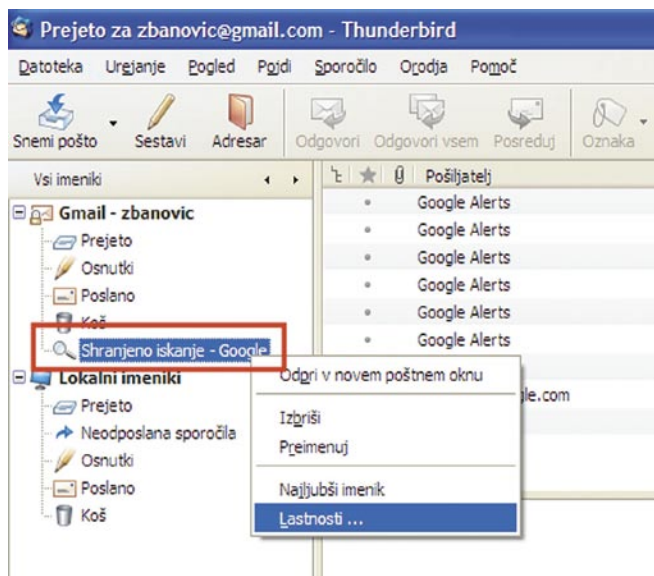 Prejeto za zbanovic@gmail.com - Thunderbird
Datoteka Urejanje Pogled Pojdi Sporočilo Orodja Pomoč
Snemi pošto Sestavi Adresar Odgovori Odgovori vsem Posreduj Oznaka
Vsi imeniki
Pošiljatelj
Gmail - zbanovic
Prejeto
Osnutki
Poslano
Koš
Shranjeno iskanje - Google
Lokalni imeniki
Prejeto
Neodposlana sporočila
Osnutki
Poslano
Koš
Google Alerts
Google Alerts
Google Alerts
Google Alerts
Google Alerts
Google Alerts
gle.com
Odpri v novem poštnem oknu
Izbriši
Preimenuj
Najljubši imenik
Lastnosti ...